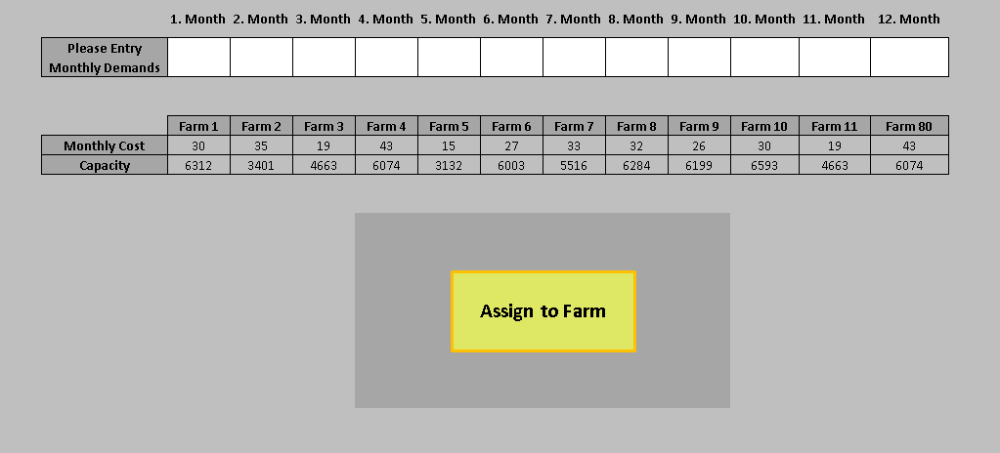 1. Month 2. Month 3. Month 4. Month 5. Month 6. Month 7. Month 8. Month 9. Month 10. Month 11. Month 12. Month
Please Entry
Monthly Demands
Farm 1 Farm 2 Farm 3 Farm 4 Farm 5 Farm 6 Farm 7 Farm 8 Farm 9 Farm 10 Farm 11 Farm 80
Monthly Cost 30 35 19 43 15 27 33 32 26 30 19 43
Capacity 6312 3401 4663 6074 3132 6003 5516 6284 6199 6593 4663 6074
Assign to Farm